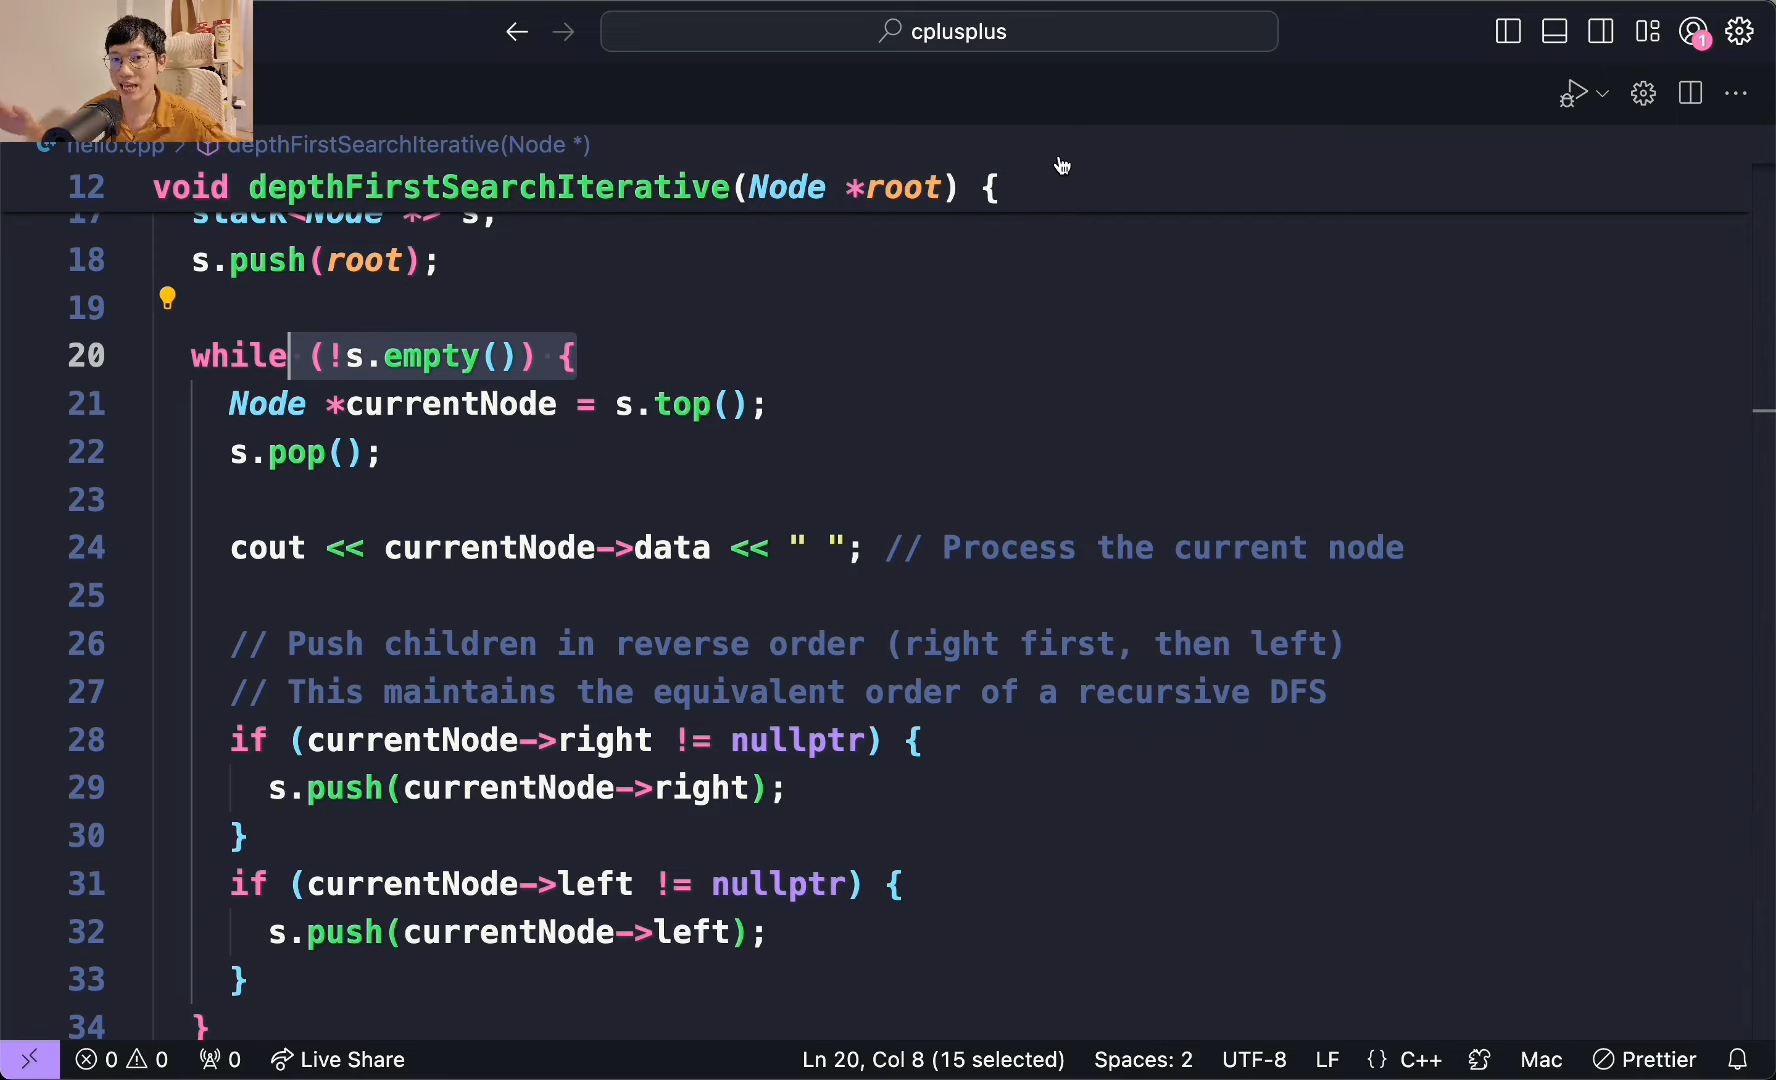 cplusplus
1
hello.cpp > depthFirstSearchIterative(Node *)
12 void depthFirstSearchIterative(Node *root) {
17 stack<Node *> s;
18 s.push(root);
19
20 while (!s.empty()) {
21 Node *currentNode = s.top();
22 s.pop();
23
24 cout << currentNode->data << " "; // Process the current node
25
26 // Push children in reverse order (right first, then left)
27 // This maintains the equivalent order of a recursive DFS
28 if (currentNode->right != nullptr) {
29 s.push(currentNode->right);
30 }
31 if (currentNode->left != nullptr) {
32 s.push(currentNode->left);
33 }
34 }
0 0 0 Live Share Ln 20, Col 8 (15 selected) Spaces: 2 UTF-8 LF {} C++ Mac Prettier